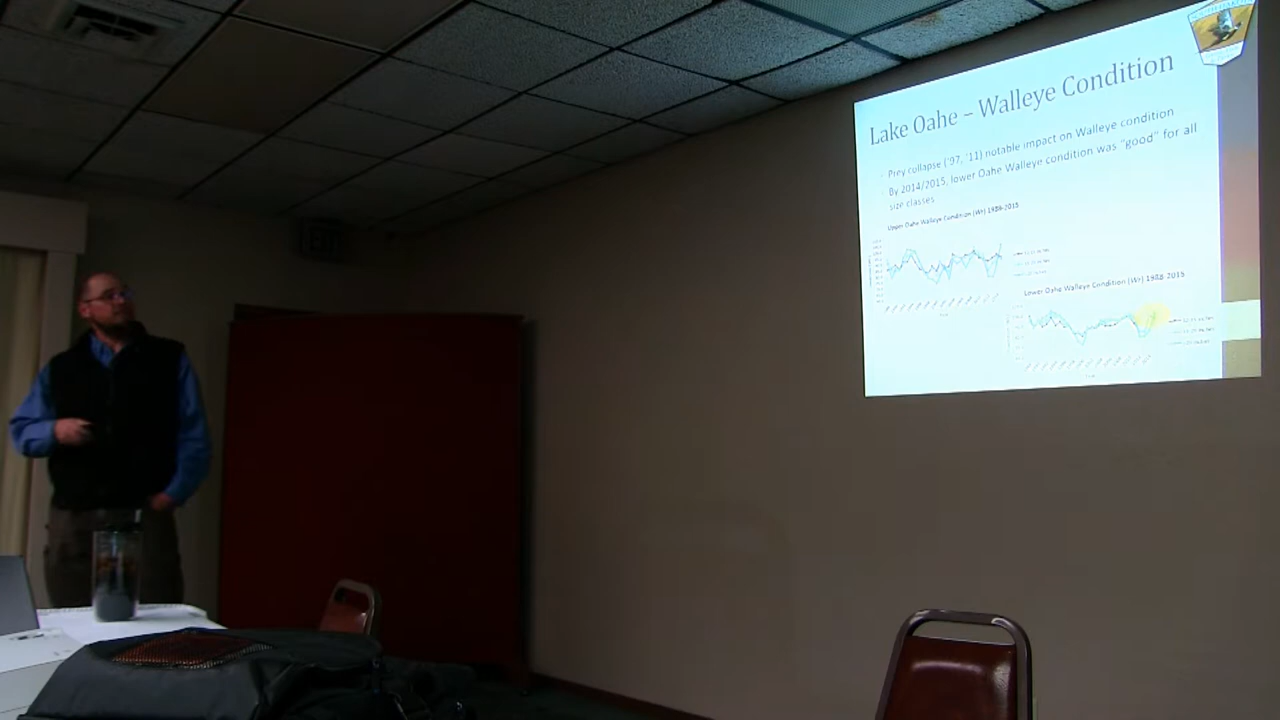 Lake Oahe – Walleye Condition
Prey collapse ('97, '11) notable impact on Walleye condition
By 2014/2015, lower Oahe Walleye condition was "good" for all
size classes
Upper Oahe Walleye Condition (Wr) 1988-2015
Lower Oahe Walleye Condition (Wr) 1988-2015